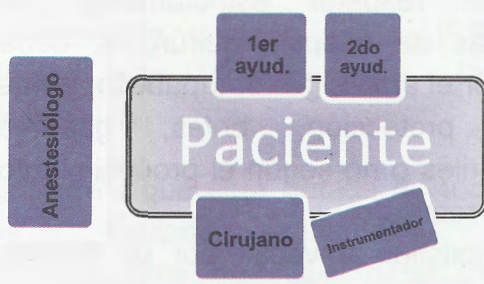 Anestesiólogo
1er
ayud.
2do
ayud.
Paciente
Cirujano
Instrumentador